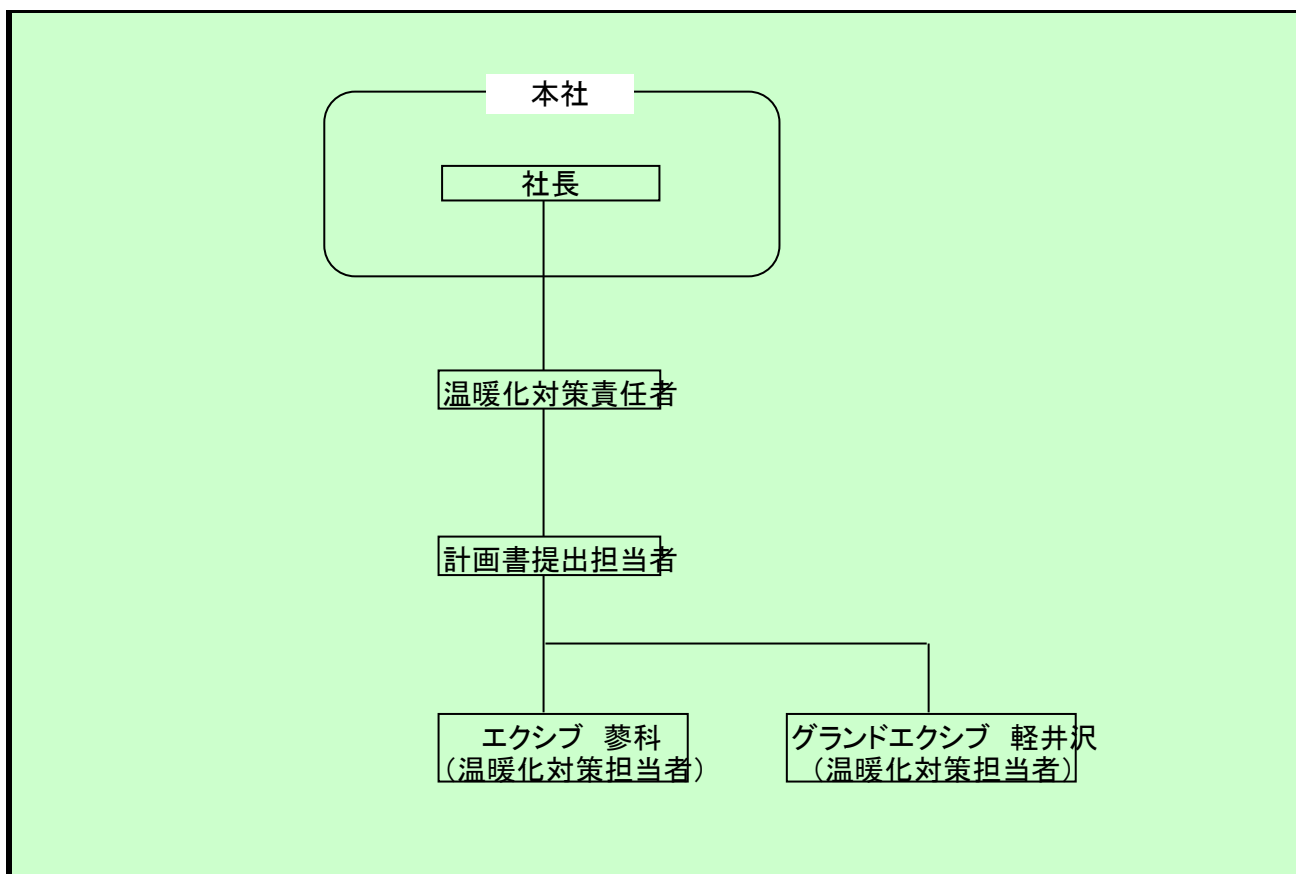 本社
社長
温暖化対策責任者
計画書提出担当者
エクシブ 蓼科
（温暖化対策担当者）
グランドエクシブ 軽井沢
（温暖化対策担当者）